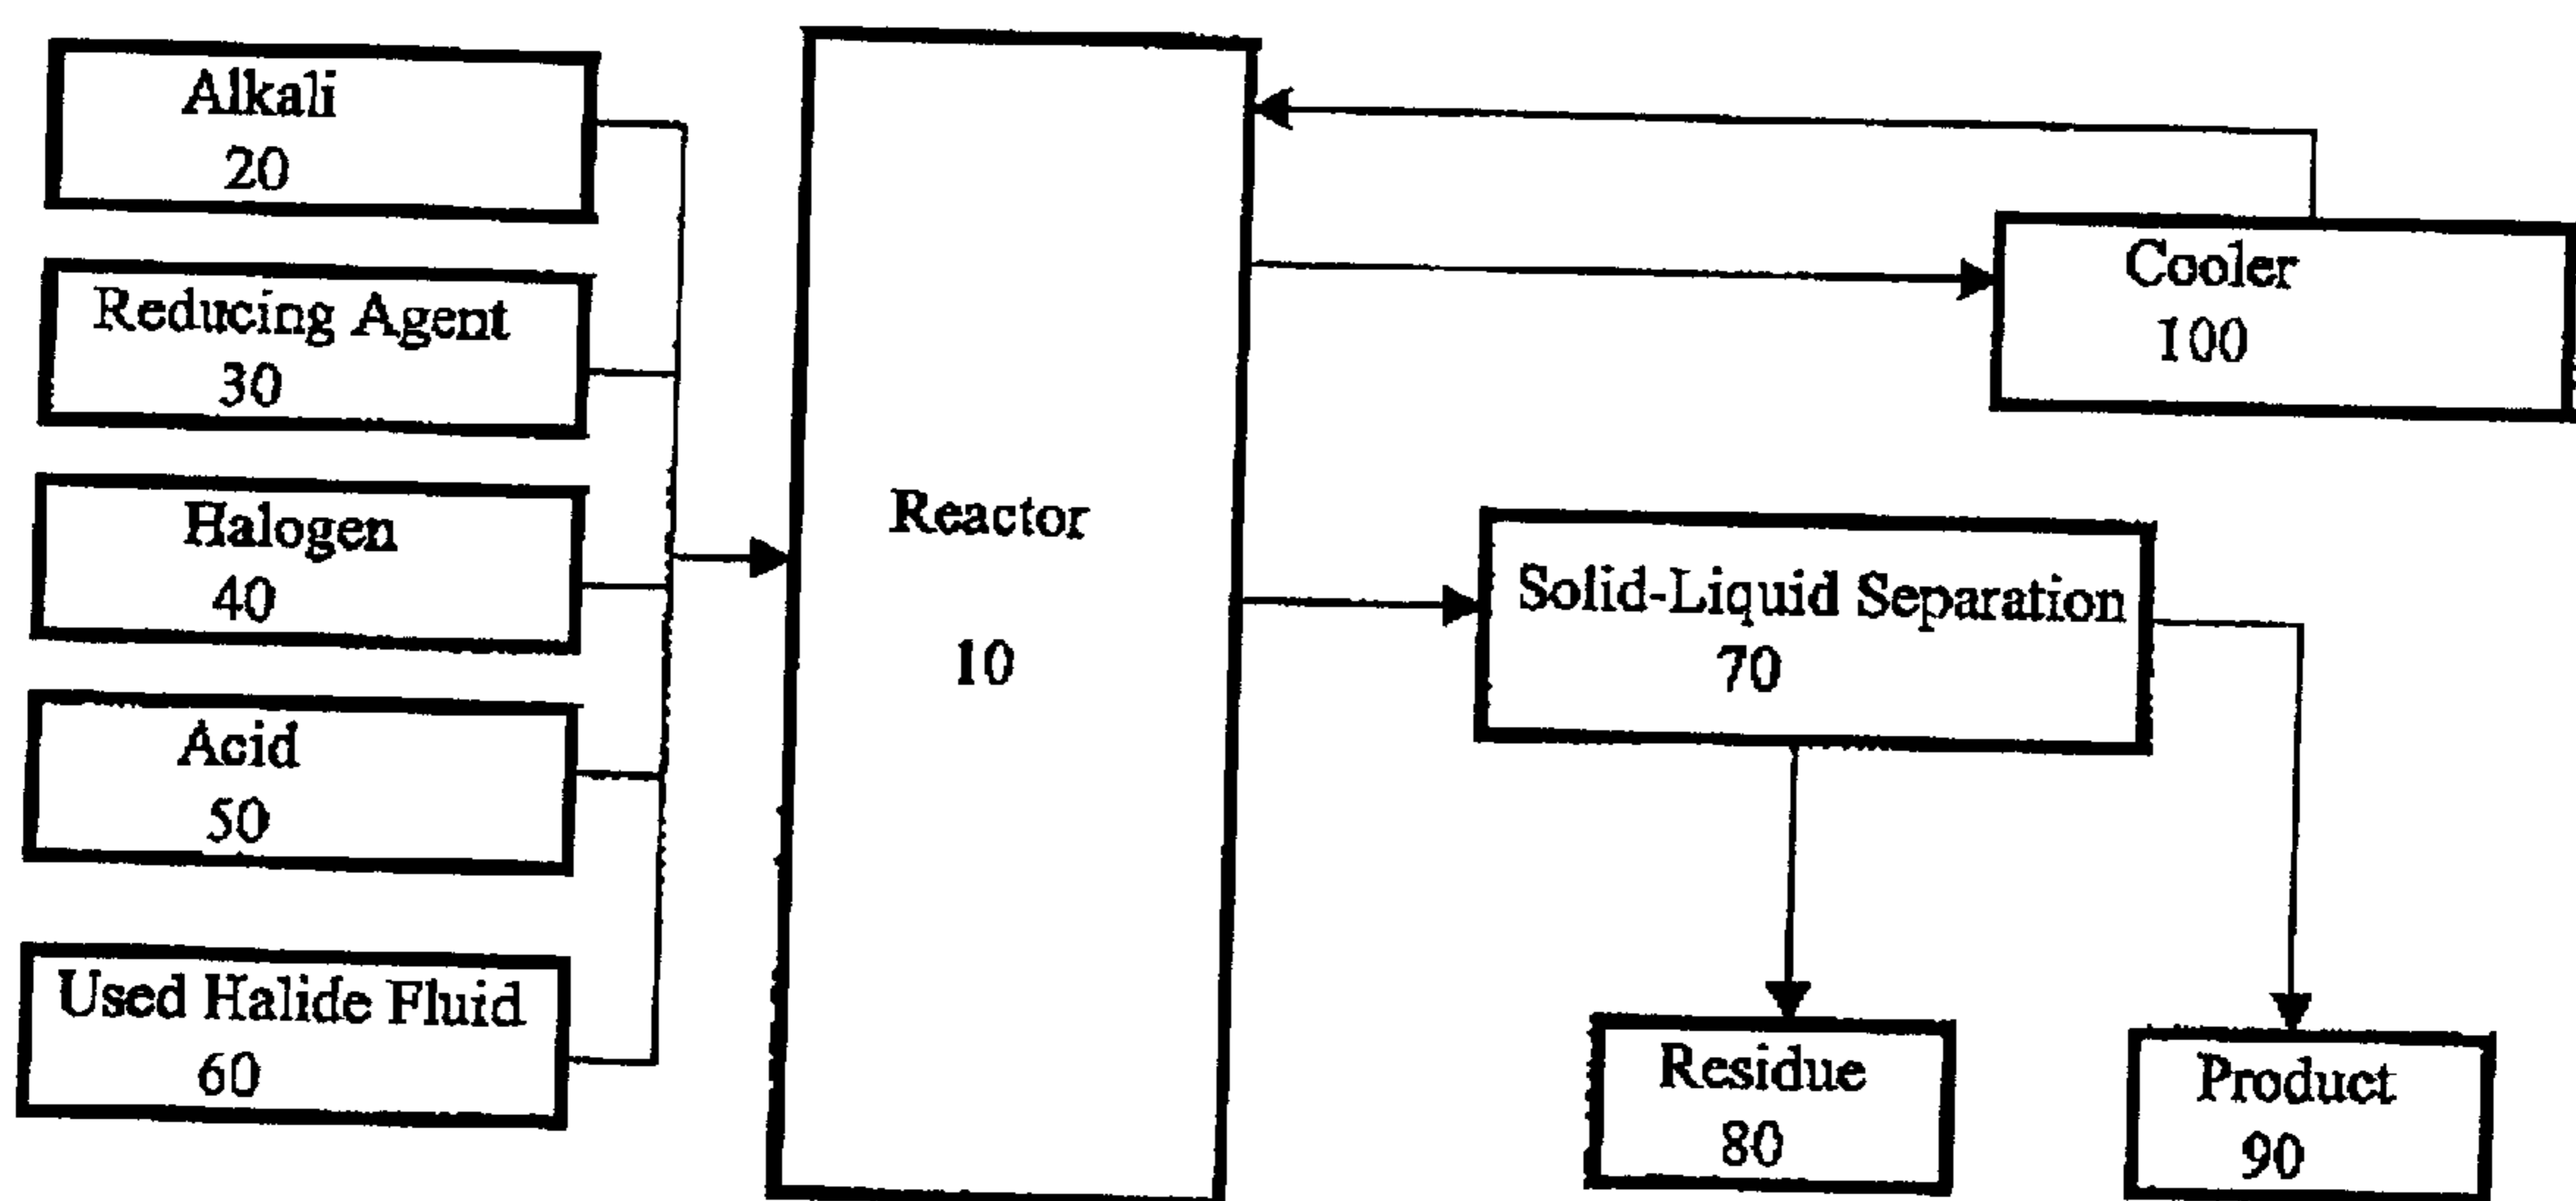 Alkali
20
Reducing Agent
30
Halogen
40
Acid
50
Used Halide Fluid
60
Reactor
10
Cooler
100
Solid-Liquid Separation
70
Residue
80
Product
90